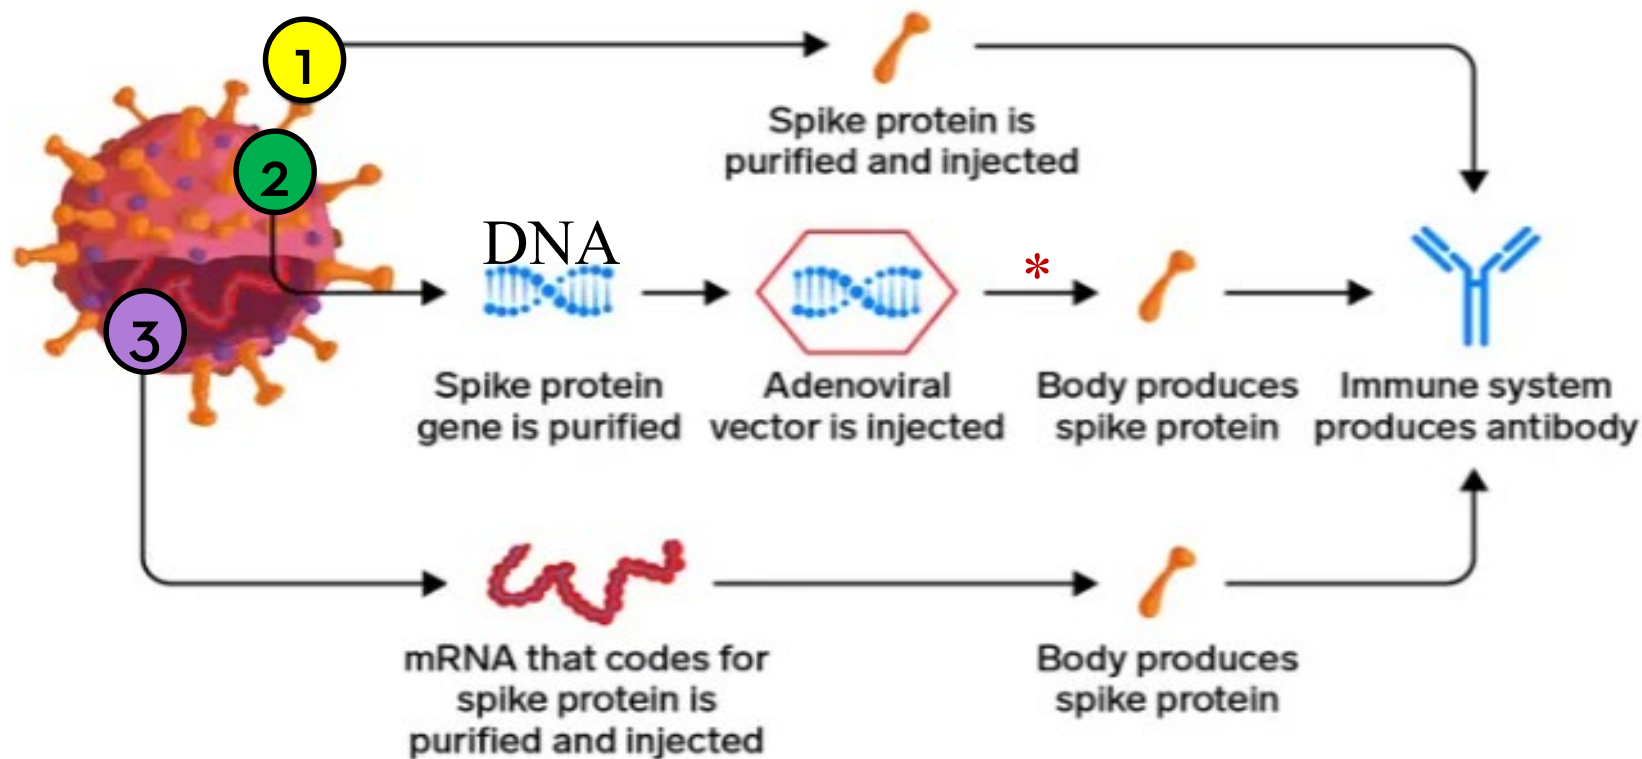 1
Spike protein is
purified and injected
2
DNA
*
Spike protein
gene is purified
Adenoviral
vector is injected
Body produces
spike protein
Immune system
produces antibody
3
mRNA that codes for
spike protein is
purified and injected
Body produces
spike protein